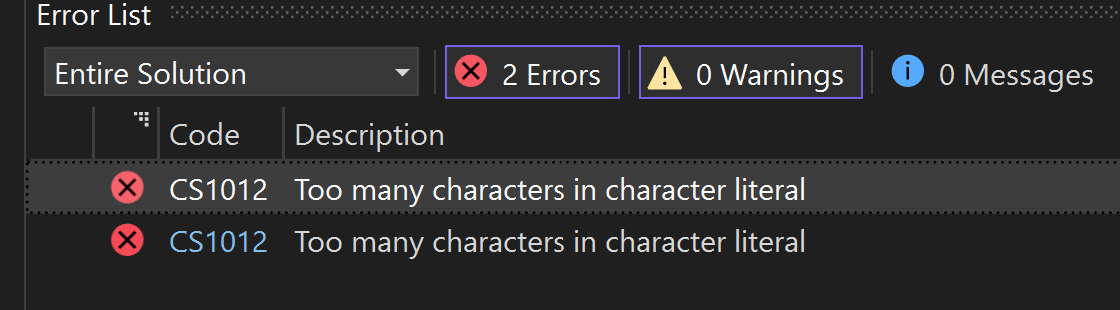 Error List
Entire Solution 2 Errors 0 Warnings 0 Messages
Code Description
CS1012 Too many characters in character literal
CS1012 Too many characters in character literal